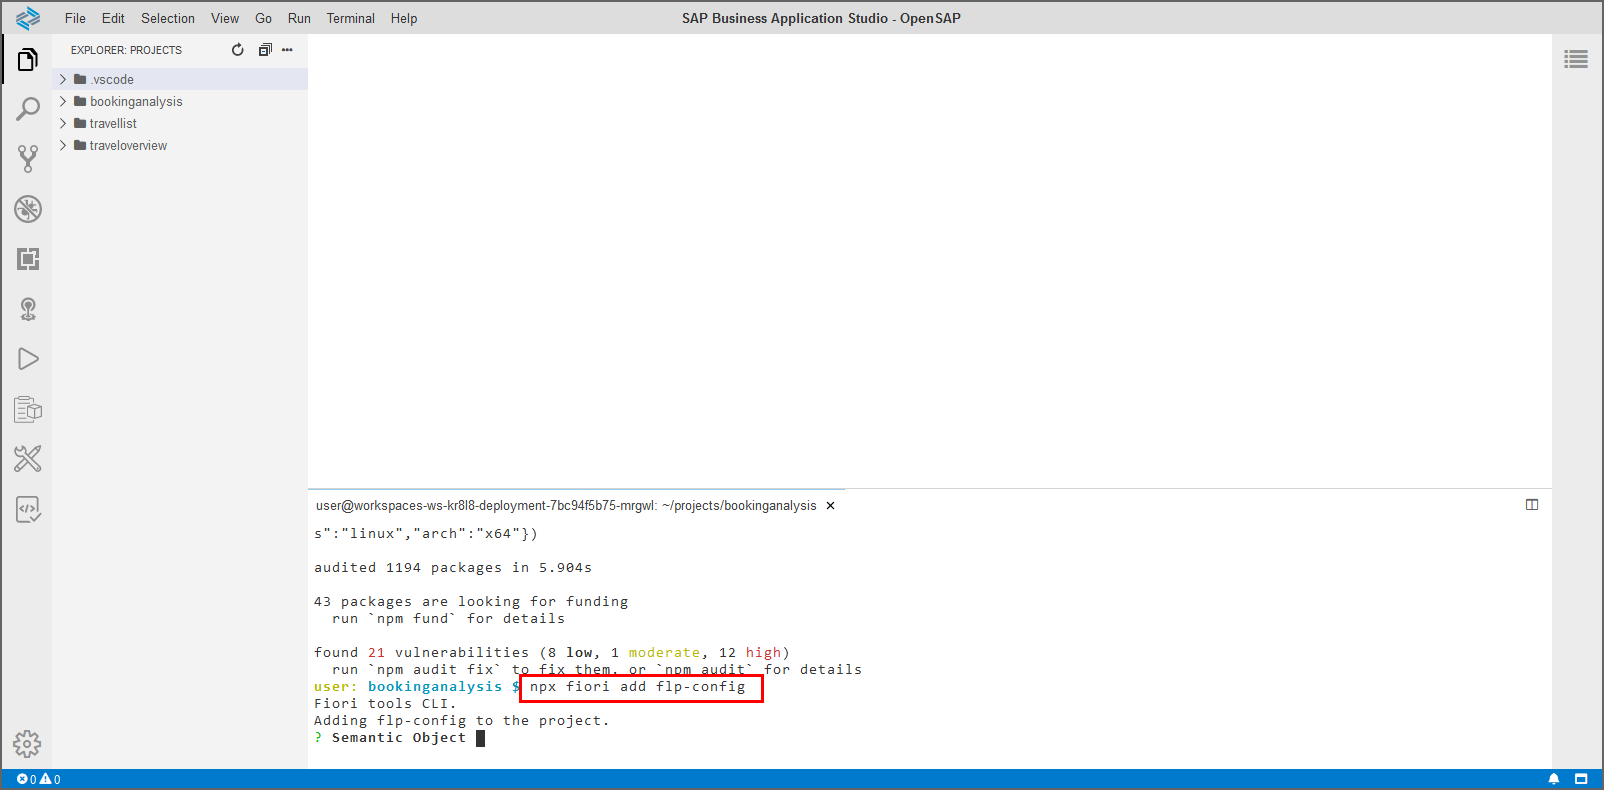 File Edit Selection View Go Run Terminal Help
SAP Business Application Studio - OpenSAP
EXPLORER: PROJECTS
.vscode
bookinganalysis
travellist
traveloverview
user@workspaces-ws-kr8l8-deployment-7bc94f5b75-mrgwl: ~/projects/bookinganalysis
s":"linux","arch":"x64"})
audited 1194 packages in 5.904s
43 packages are looking for funding
run `npm fund` for details
found 21 vulnerabilities (8 low, 1 moderate, 12 high)
run `npm audit fix` to fix them, or `npm audit` for details
user: bookinganalysis $ npx fiori add flp-config
Fiori tools CLI.
Adding flp-config to the project.
? Semantic Object
0 0